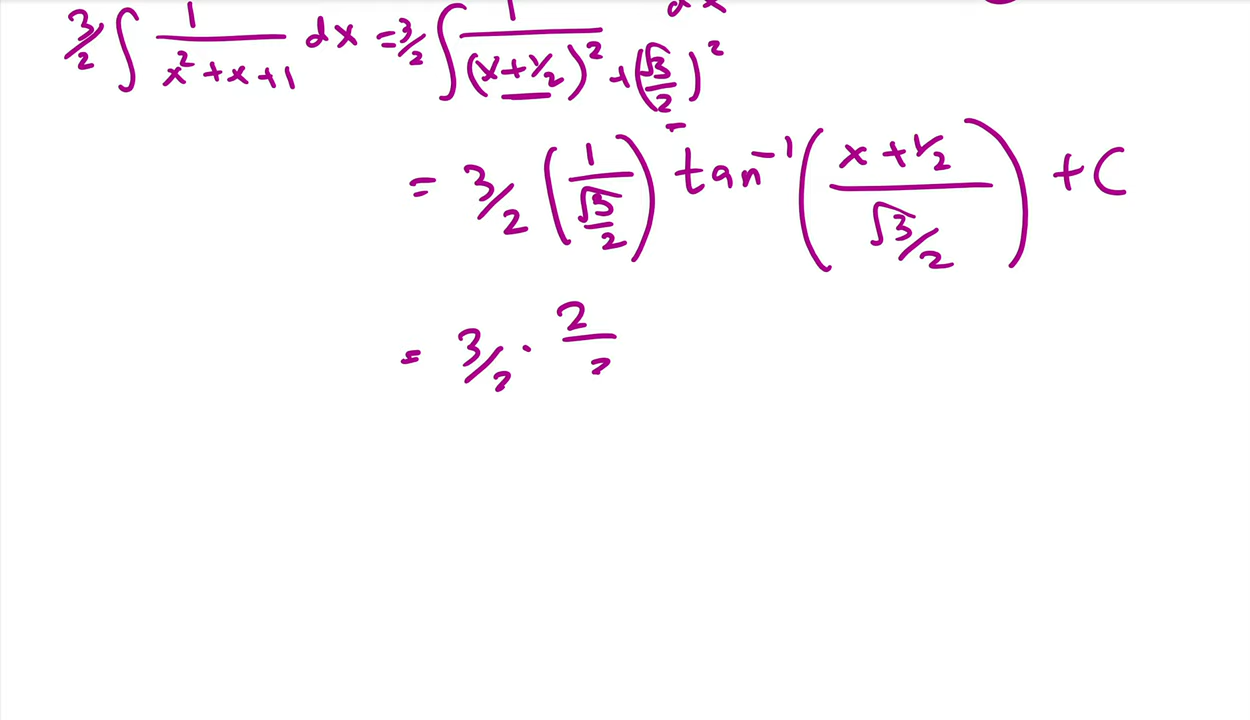 3/2 ∫ 1/(x² + x + 1) dx = 3/2 ∫ 1/((x + 1/2)² + (√3/2)²) dx
= 3/2 (1/(√3/2)) tan⁻¹((x + 1/2)/(√3/2)) + C
= 3/2 · 2/